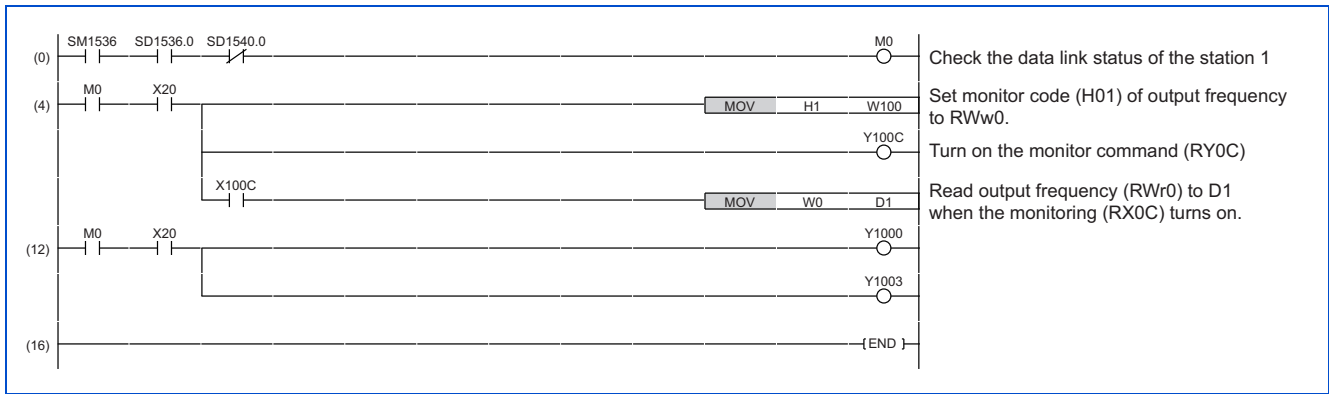 SM1536 SD1536.0 SD1540.0 M0
(0) Check the data link status of the station 1
M0 X20
(4) MOV H1 W100 Set monitor code (H01) of output frequency
to RWw0.
Y100C
Turn on the monitor command (RY0C)
X100C
MOV W0 D1 Read output frequency (RWr0) to D1
when the monitoring (RX0C) turns on.
M0 X20 Y1000
(12)
Y1003
(16) END